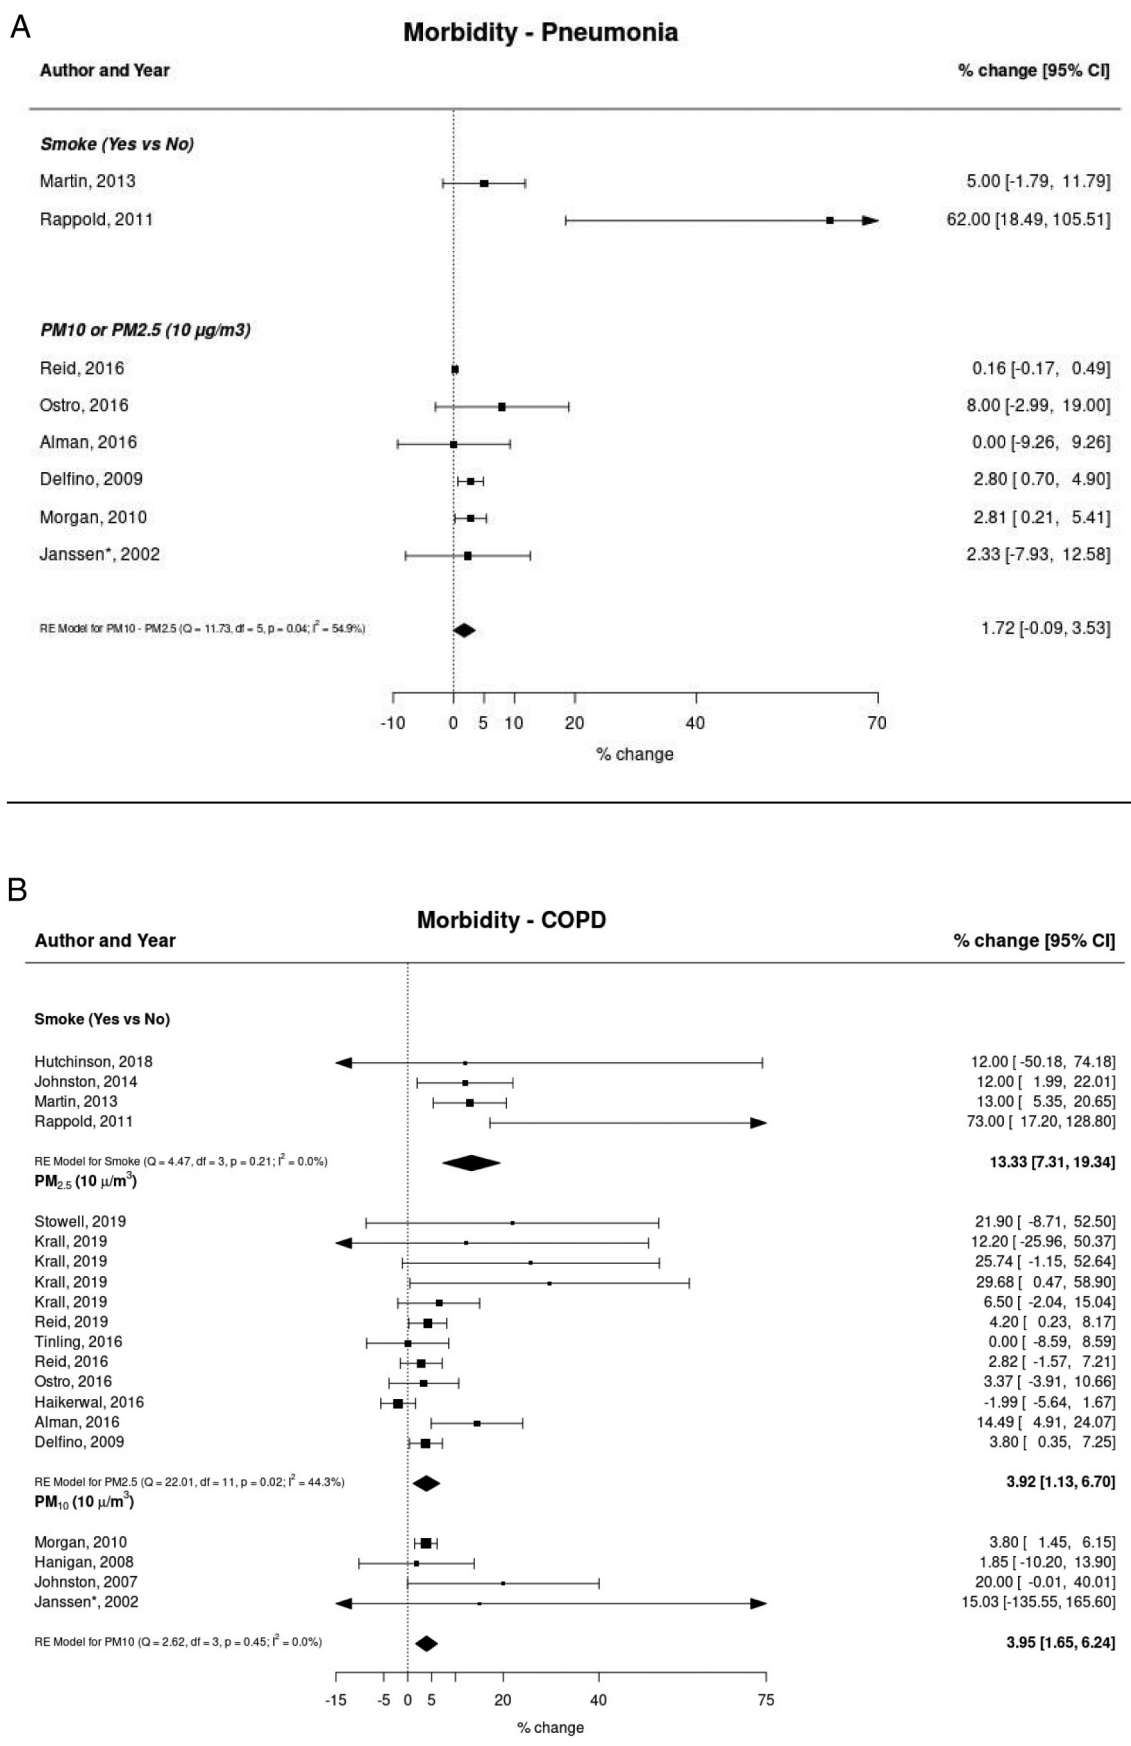 A
Morbidity - Pneumonia
Author and Year % change [95% CI]
Smoke (Yes vs No)
Martin, 2013 5.00 [-1.79, 11.79]
Rappold, 2011 62.00 [18.49, 105.51]
PM10 or PM2.5 (10 µg/m3)
Reid, 2016 0.16 [-0.17, 0.49]
Ostro, 2016 8.00 [-2.99, 19.00]
Alman, 2016 0.00 [-9.26, 9.26]
Delfino, 2009 2.80 [ 0.70, 4.90]
Morgan, 2010 2.81 [ 0.21, 5.41]
Janssen*, 2002 2.33 [-7.93, 12.58]
RE Model for PM10 - PM2.5 (Q = 11.73, df = 5, p = 0.04; I² = 54.9%) 1.72 [-0.09, 3.53]
-10 0 5 10 20 40 70
% change
B
Morbidity - COPD
Author and Year % change [95% CI]
Smoke (Yes vs No)
Hutchinson, 2018 12.00 [ -50.18, 74.18]
Johnston, 2014 12.00 [ 1.99, 22.01]
Martin, 2013 13.00 [ 5.35, 20.65]
Rappold, 2011 73.00 [ 17.20, 128.80]
RE Model for Smoke (Q = 4.47, df = 3, p = 0.21; I² = 0.0%) 13.33 [7.31, 19.34]
PM₂.₅ (10 µ/m³)
Stowell, 2019 21.90 [ -8.71, 52.50]
Krall, 2019 12.20 [ -25.96, 50.37]
Krall, 2019 25.74 [ -1.15, 52.64]
Krall, 2019 29.68 [ 0.47, 58.90]
Krall, 2019 6.50 [ -2.04, 15.04]
Reid, 2019 4.20 [ 0.23, 8.17]
Tinling, 2016 0.00 [ -8.59, 8.59]
Reid, 2016 2.82 [ -1.57, 7.21]
Ostro, 2016 3.37 [ -3.91, 10.66]
Haikerwal, 2016 -1.99 [ -5.64, 1.67]
Alman, 2016 14.49 [ 4.91, 24.07]
Delfino, 2009 3.80 [ 0.35, 7.25]
RE Model for PM2.5 (Q = 22.01, df = 11, p = 0.02; I² = 44.3%) 3.92 [1.13, 6.70]
PM₁₀ (10 µ/m³)
Morgan, 2010 3.80 [ 1.45, 6.15]
Hanigan, 2008 1.85 [ -10.20, 13.90]
Johnston, 2007 20.00 [ -0.01, 40.01]
Janssen*, 2002 15.03 [-135.55, 165.60]
RE Model for PM10 (Q = 2.62, df = 3, p = 0.45; I² = 0.0%) 3.95 [1.65, 6.24]
-15 -5 0 5 20 40 75
% change